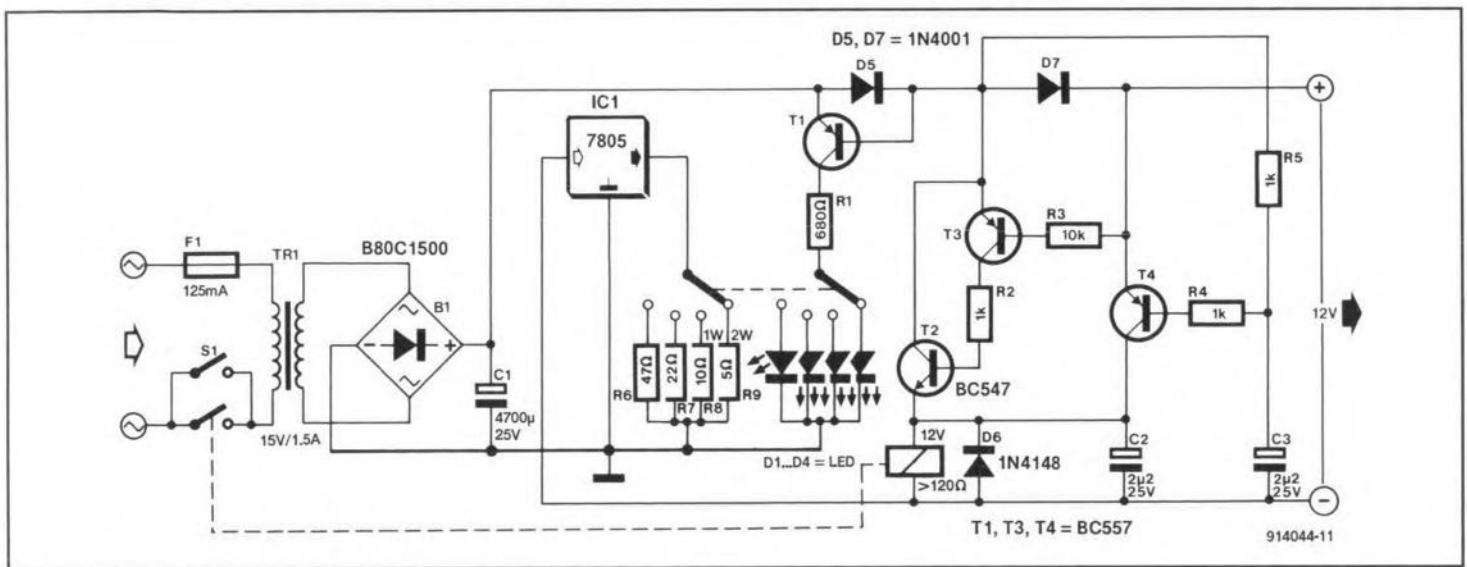 D5, D7 = 1N4001
D5
D7
IC1
7805
T1
R1
680Ω
R5
1k
T3
R3
10k
T4
R4
1k
12V
F1
125mA
TR1
B80C1500
B1
S1
15V/1.5A
C1
4700µ
25V
1W
2W
47Ω
22Ω
10Ω
5Ω
R6
R7
R8
R9
R2
1k
T2
BC547
D1...D4 = LED
12V
>120Ω
D6
1N4148
C2
2µ2
25V
C3
2µ2
25V
T1, T3, T4 = BC557
914044-11